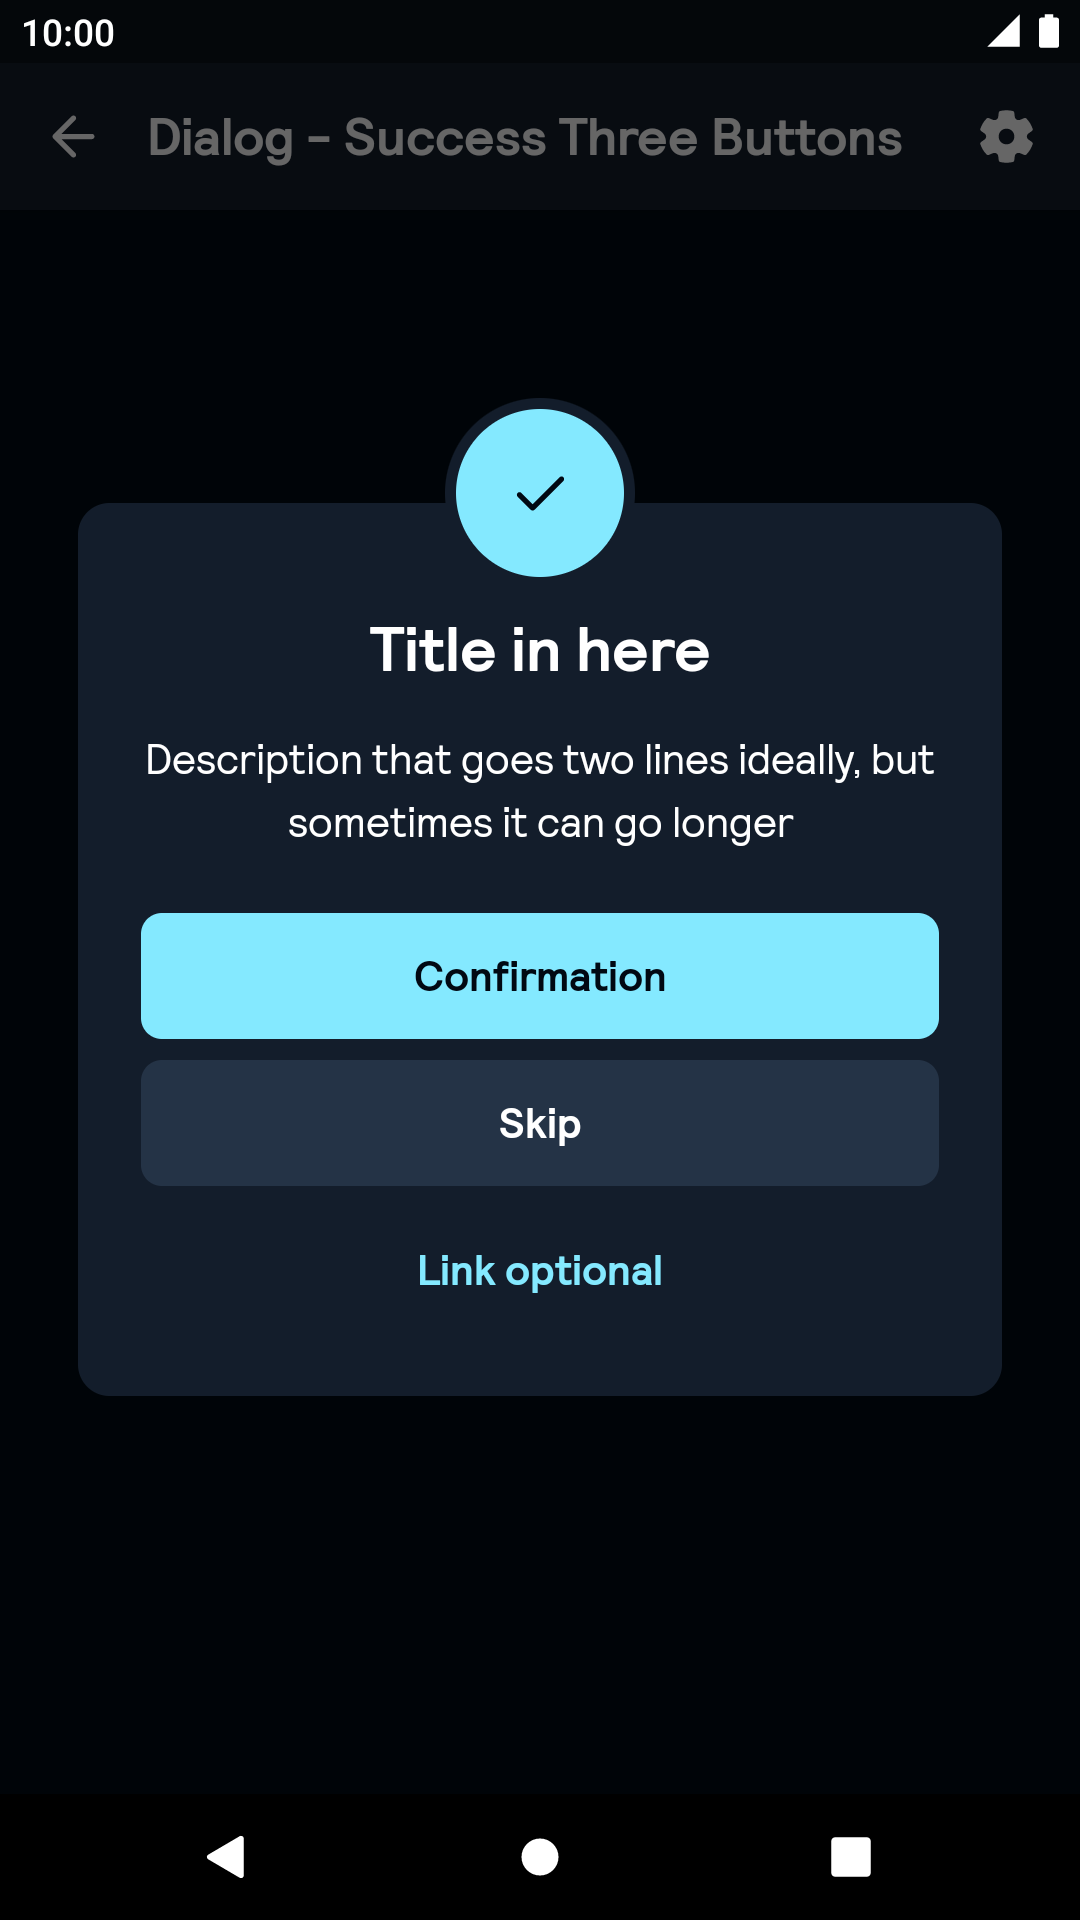 10:00
Dialog - Success Three Buttons
Title in here
Description that goes two lines ideally, but
sometimes it can go longer
Confirmation
Skip
Link optional